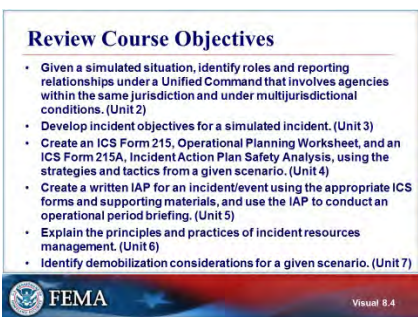 Review Course Objectives
• Given a simulated situation, identify roles and reporting
relationships under a Unified Command that involves agencies
within the same jurisdiction and under multijurisdictional
conditions. (Unit 2)
• Develop incident objectives for a simulated incident. (Unit 3)
• Create an ICS Form 215, Operational Planning Worksheet, and an
ICS Form 215A, Incident Action Plan Safety Analysis, using the
strategies and tactics from a given scenario. (Unit 4)
• Create a written IAP for an incident/event using the appropriate ICS
forms and supporting materials, and use the IAP to conduct an
operational period briefing. (Unit 5)
• Explain the principles and practices of incident resources
management. (Unit 6)
• Identify demobilization considerations for a given scenario. (Unit 7)
FEMA
Visual 8.4